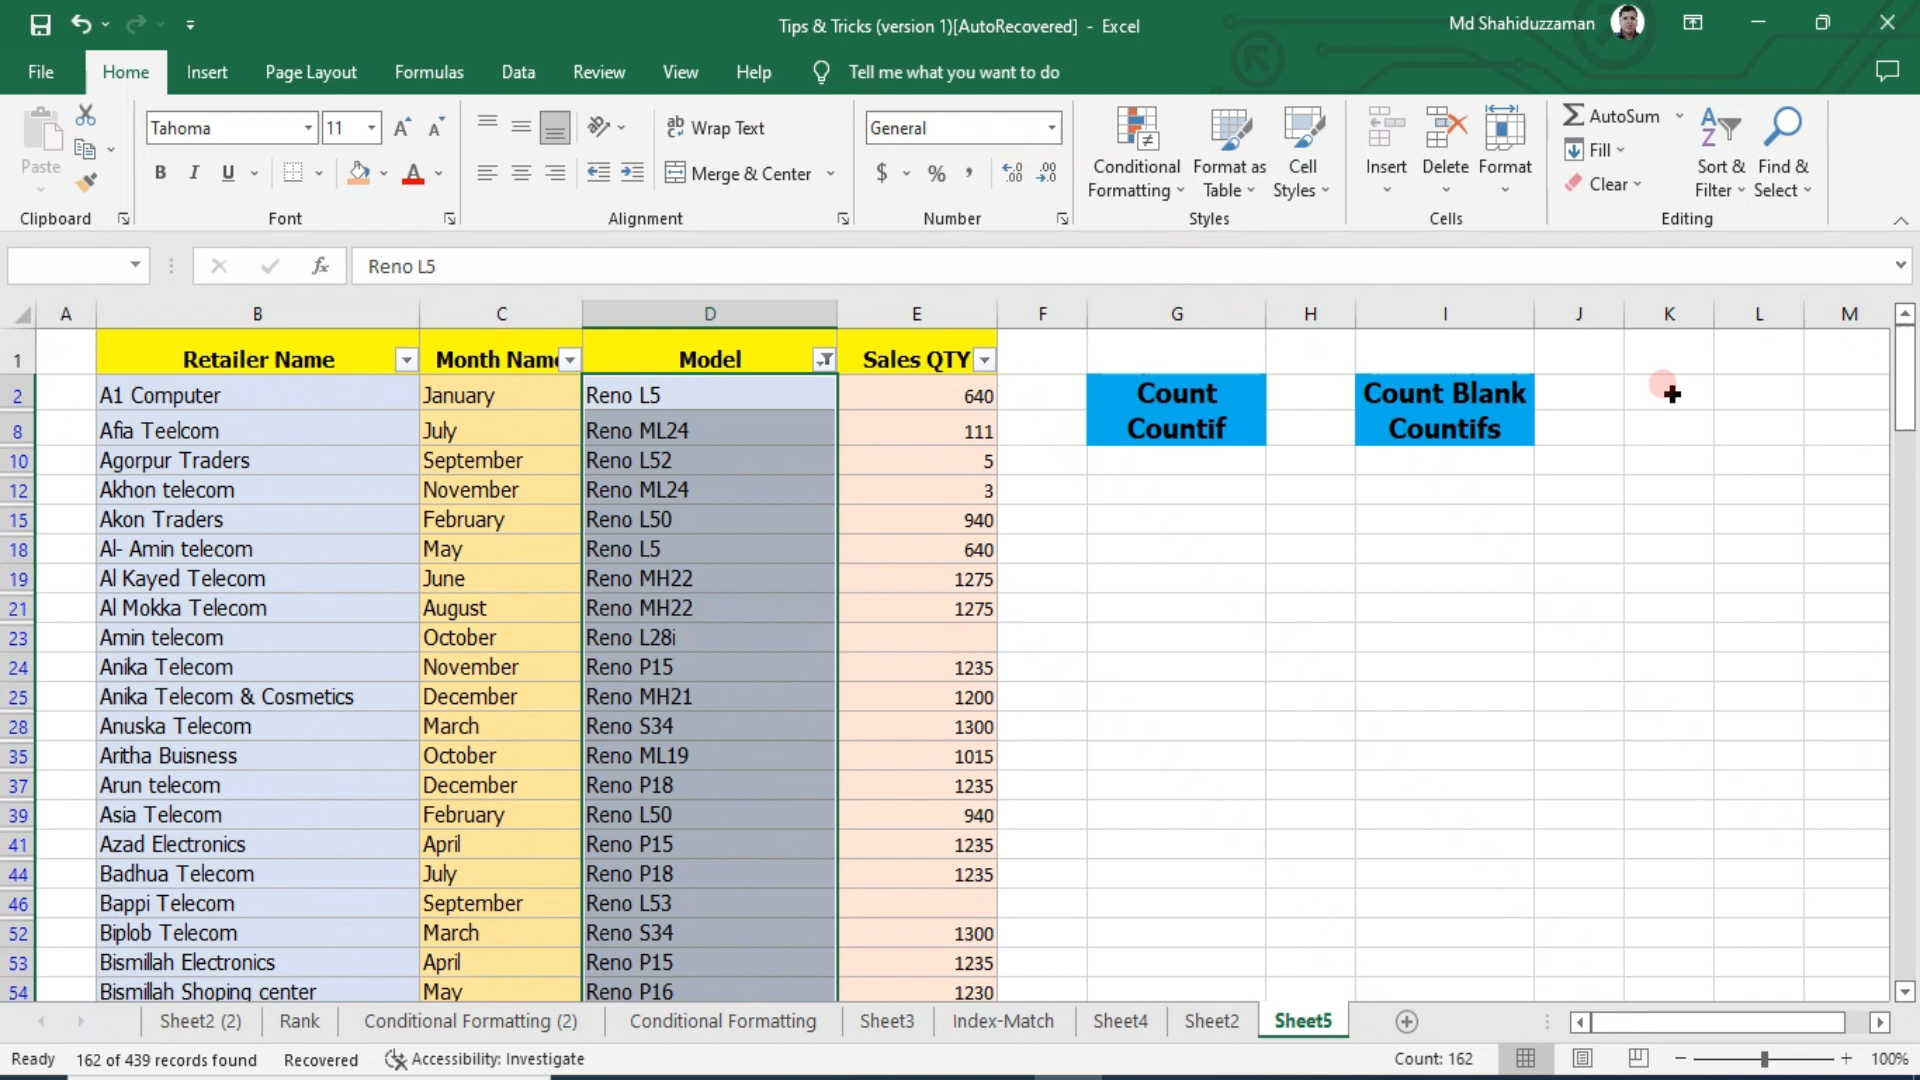 Tips & Tricks (version 1)[AutoRecovered] - Excel
Md Shahiduzzaman
File Home Insert Page Layout Formulas Data Review View Help Tell me what you want to do
Paste
Clipboard
Tahoma 11
B I U
Font
Wrap Text
Merge & Center
Alignment
General
$ % ,
Number
Conditional Formatting
Format as Table
Cell Styles
Styles
Insert Delete Format
Cells
AutoSum
Fill
Clear
Sort & Filter
Find & Select
Editing
fx Reno L5
A B C D E F G H I J K L M
1 Retailer Name Month Nam Model Sales QTY
2 A1 Computer January Reno L5 640 Count Count Blank
8 Afia Teelcom July Reno ML24 111 Countif Countifs
10 Agorpur Traders September Reno L52 5
12 Akhon telecom November Reno ML24 3
15 Akon Traders February Reno L50 940
18 Al- Amin telecom May Reno L5 640
19 Al Kayed Telecom June Reno MH22 1275
21 Al Mokka Telecom August Reno MH22 1275
23 Amin telecom October Reno L28i
24 Anika Telecom November Reno P15 1235
25 Anika Telecom & Cosmetics December Reno MH21 1200
28 Anuska Telecom March Reno S34 1300
35 Aritha Buisness October Reno ML19 1015
37 Arun telecom December Reno P18 1235
39 Asia Telecom February Reno L50 940
41 Azad Electronics April Reno P15 1235
44 Badhua Telecom July Reno P18 1235
46 Bappi Telecom September Reno L53
52 Biplob Telecom March Reno S34 1300
53 Bismillah Electronics April Reno P15 1235
54 Bismillah Shoping center May Reno P16 1230
Sheet2 (2) Rank Conditional Formatting (2) Conditional Formatting Sheet3 Index-Match Sheet4 Sheet2 Sheet5
Ready 162 of 439 records found Recovered Accessibility: Investigate Count: 162 100%